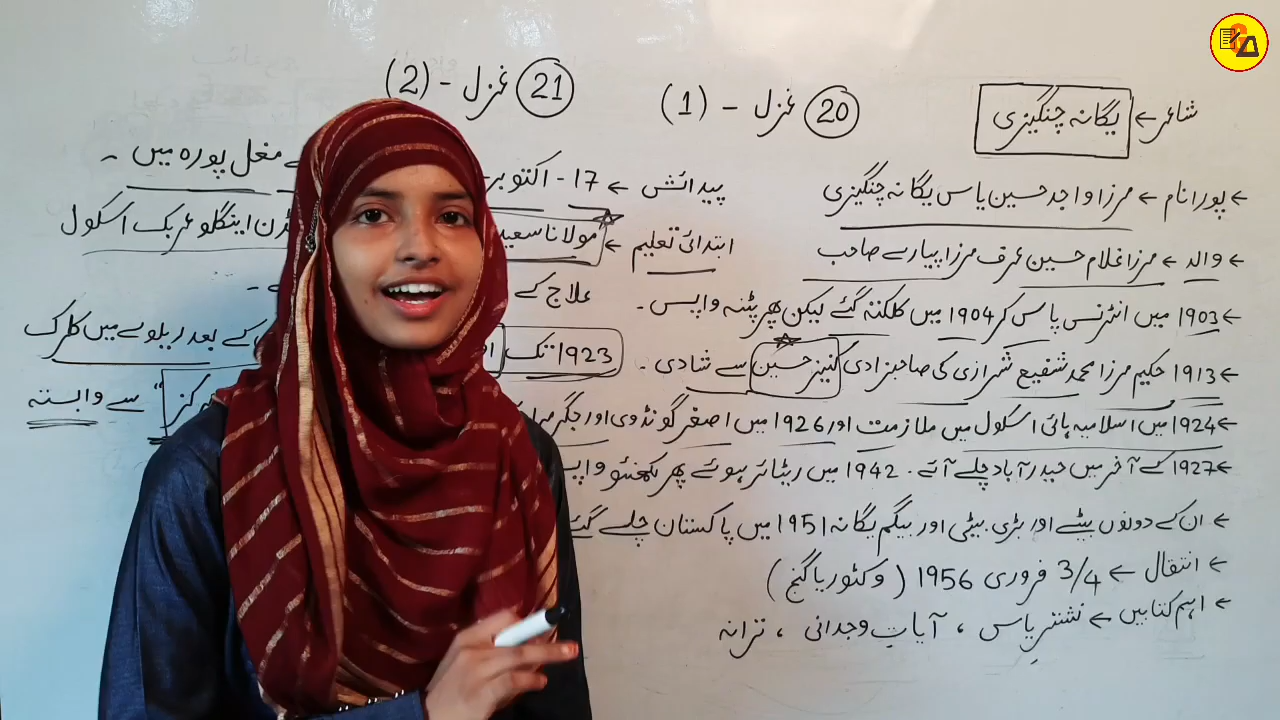 شاعر ← یگانہ چنگیزی
20 غزل - (1)
21 غزل - (2)
← پورا نام ← مرزا واجد حسین یاس یگانہ چنگیزی
پیدائش ← 17 - اکتوبر
مغل پورہ میں ۔
← والد ← مرزا غلام حسین عرف مرزا پیارے صاحب
ابتدائی تعلیم ← مولانا سعید
ڈرن اینگلو عربک اسکول
← 1903 میں انٹرنس پاس کر 1904 میں کلکتہ گئے لیکن پھر پٹنہ واپس ۔
علاج کے
← 1913 حکیم مرزا محمد شفیع شیرازی کی صاحبزادی کنیز حسین سے شادی ۔
1923 تک
کے بعد ریلوے میں کلرک
← 1924 میں اسلامیہ ہائی اسکول میں ملازمت اور 1926 میں اصغر گونڈوی اور جگر
" سے وابستہ
← 1927 کے آخر میں حیدرآباد چلے آئے ۔ 1942 میں ریٹائر ہوئے پھر لکھنئو واپس
← ان کے دونوں بیٹے اور بڑی بیٹی اور بیگم یگانہ 1951 میں پاکستان چلے گئے
← انتقال ← 3/4 فروری 1956 (وکٹوریا گنج)
← اہم کتابیں ← نشترِ یاس ، آیاتِ وجدانی ، ترانہ